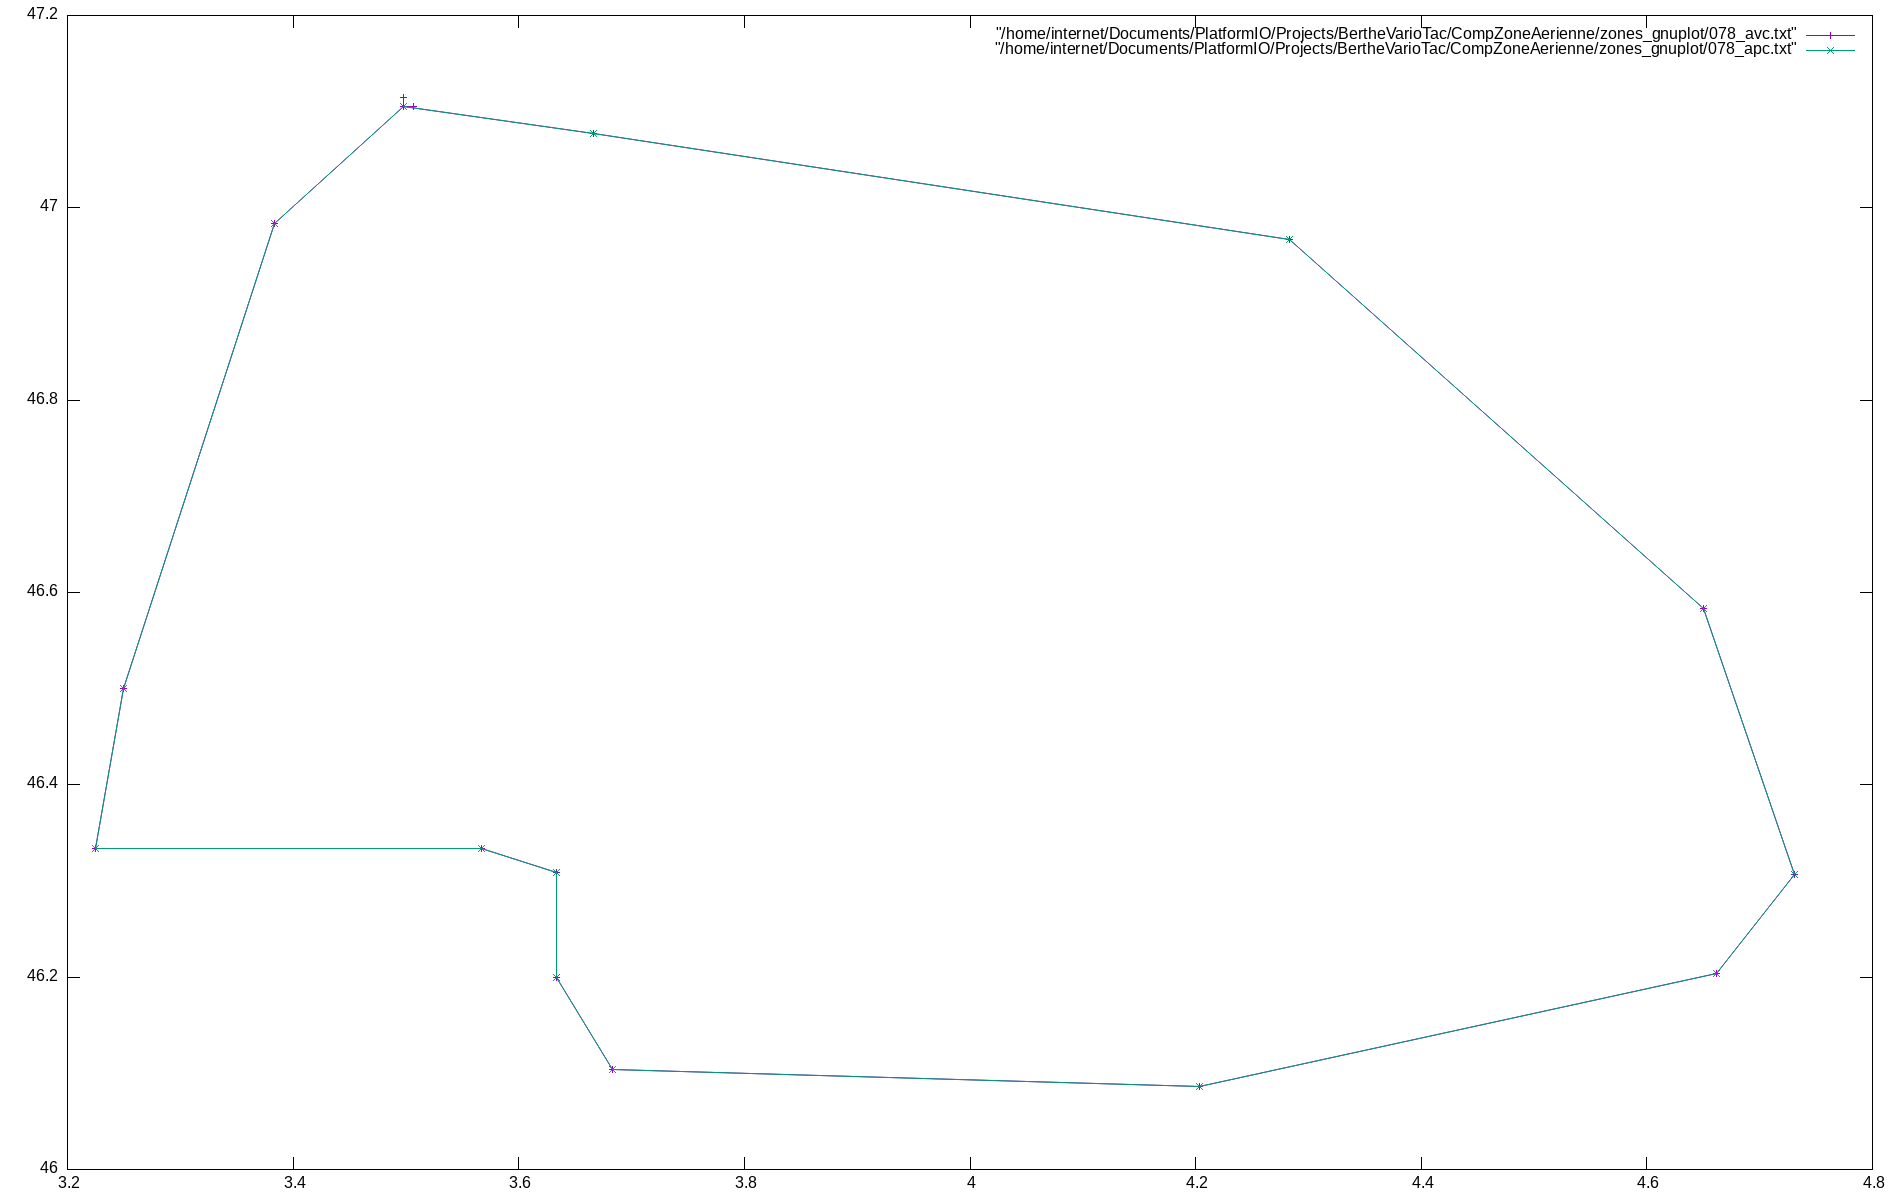 47.2
"/home/internet/Documents/PlatformIO/Projects/BertheVarioTac/CompZoneAerienne/zones_gnuplot/078_avc.txt"
"/home/internet/Documents/PlatformIO/Projects/BertheVarioTac/CompZoneAerienne/zones_gnuplot/078_apc.txt"
47
46.8
46.6
46.4
46.2
46
3.2 3.4 3.6 3.8 4 4.2 4.4 4.6 4.8